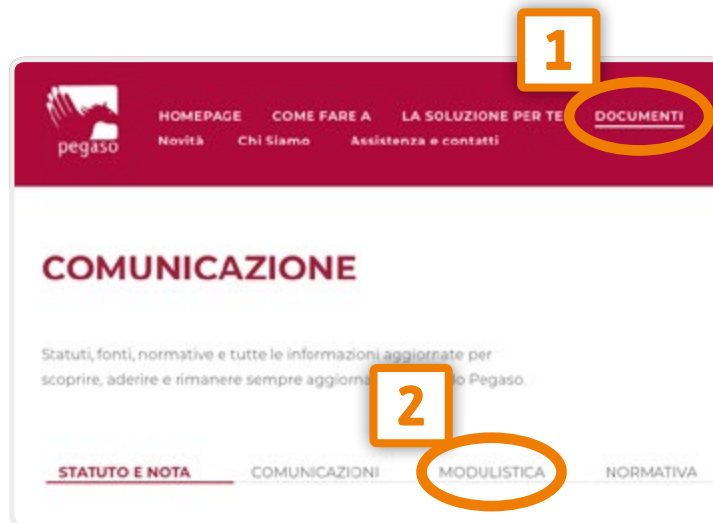 1
pegaso
HOMEPAGE COME FARE A LA SOLUZIONE PER TE DOCUMENTI
Novità Chi Siamo Assistenza e contatti
COMUNICAZIONE
Statuti, fonti, normative e tutte le informazioni aggiornate per
scoprire, aderire e rimanere sempre Pegaso.
2
STATUTO E NOTA COMUNICAZIONI MODULISTICA NORMATIVA